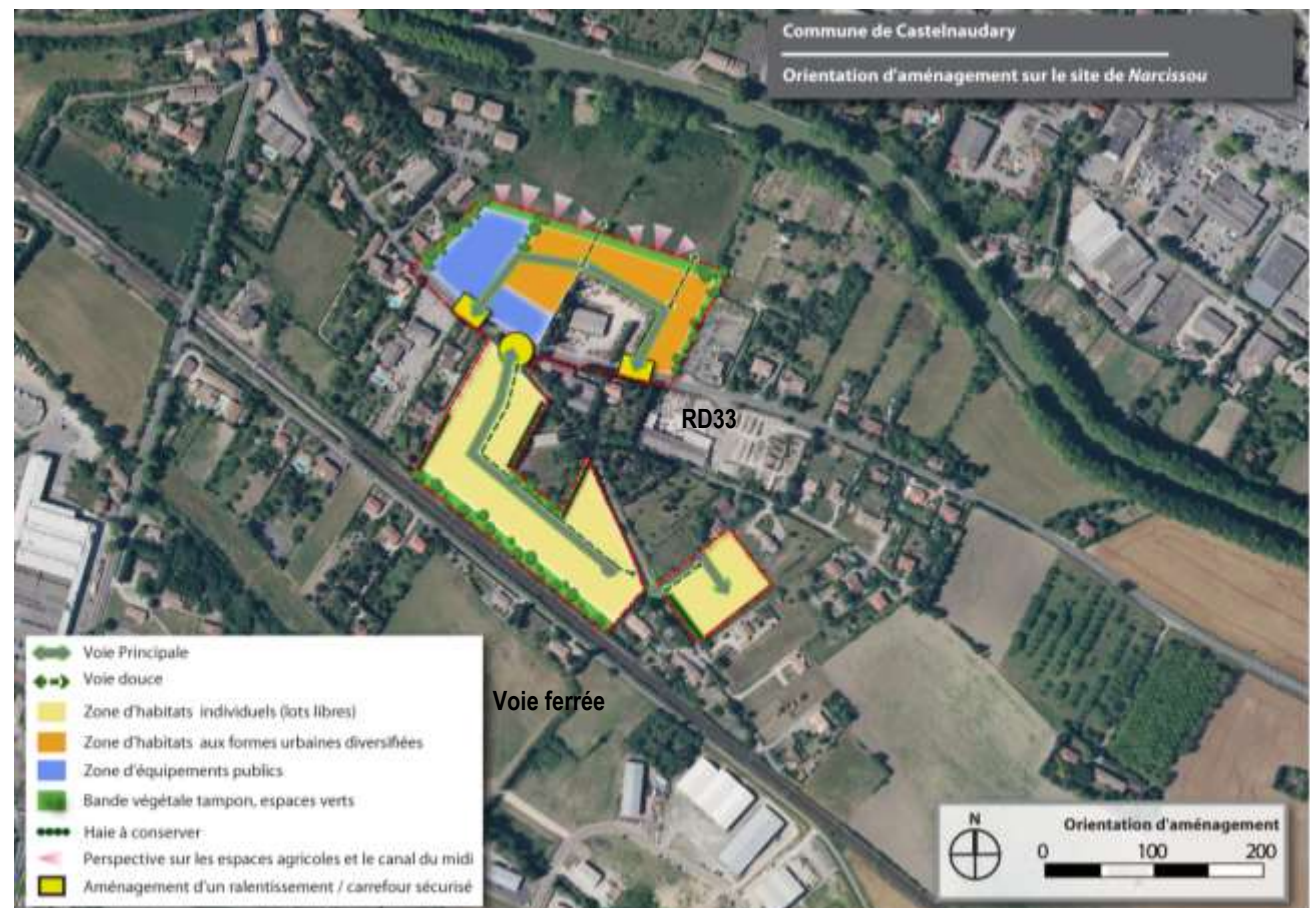 Commune de Castelnaudary
Orientation d'aménagement sur le site de Narcissou
RD33
Voie ferrée
Voie Principale
Voie douce
Zone d'habitats individuels (lots libres)
Zone d'habitats aux formes urbaines diversifiées
Zone d'équipements publics
Bande végétale tampon, espaces verts
Haie à conserver
Perspective sur les espaces agricoles et le canal du midi
Aménagement d'un ralentissement / carrefour sécurisé
N
Orientation d'aménagement
0 100 200